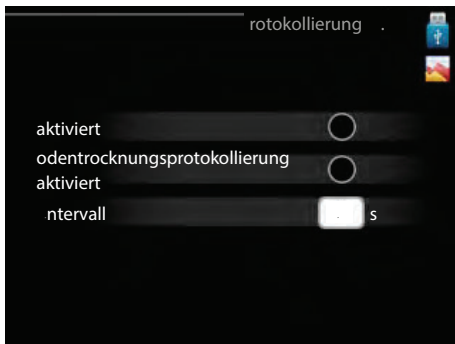 rotokollierung .
aktiviert
odentrocknungsprotokollierung
aktiviert
ntervall s